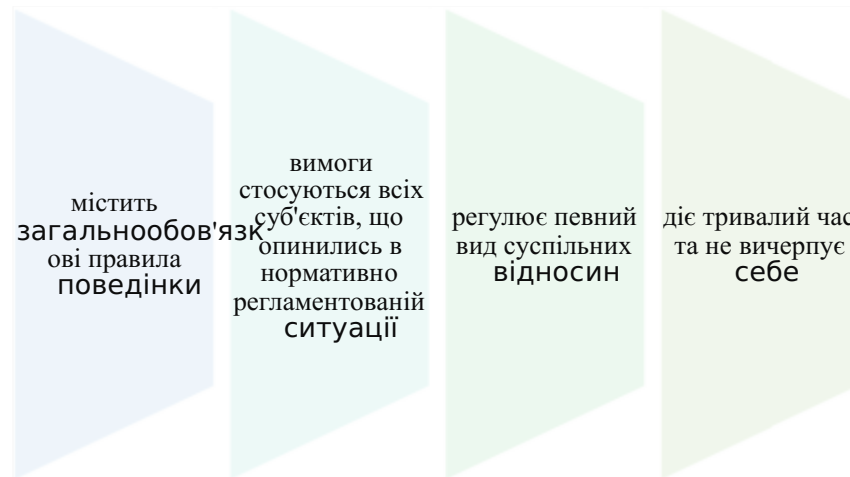 містить
загальнообов'язк
ові правила
поведінки
вимоги
стосуються всіх
суб'єктів, що
опинились в
нормативно
регламентованій
ситуації
регулює певний
вид суспільних
відносин
діє тривалий час
та не вичерпує
себе